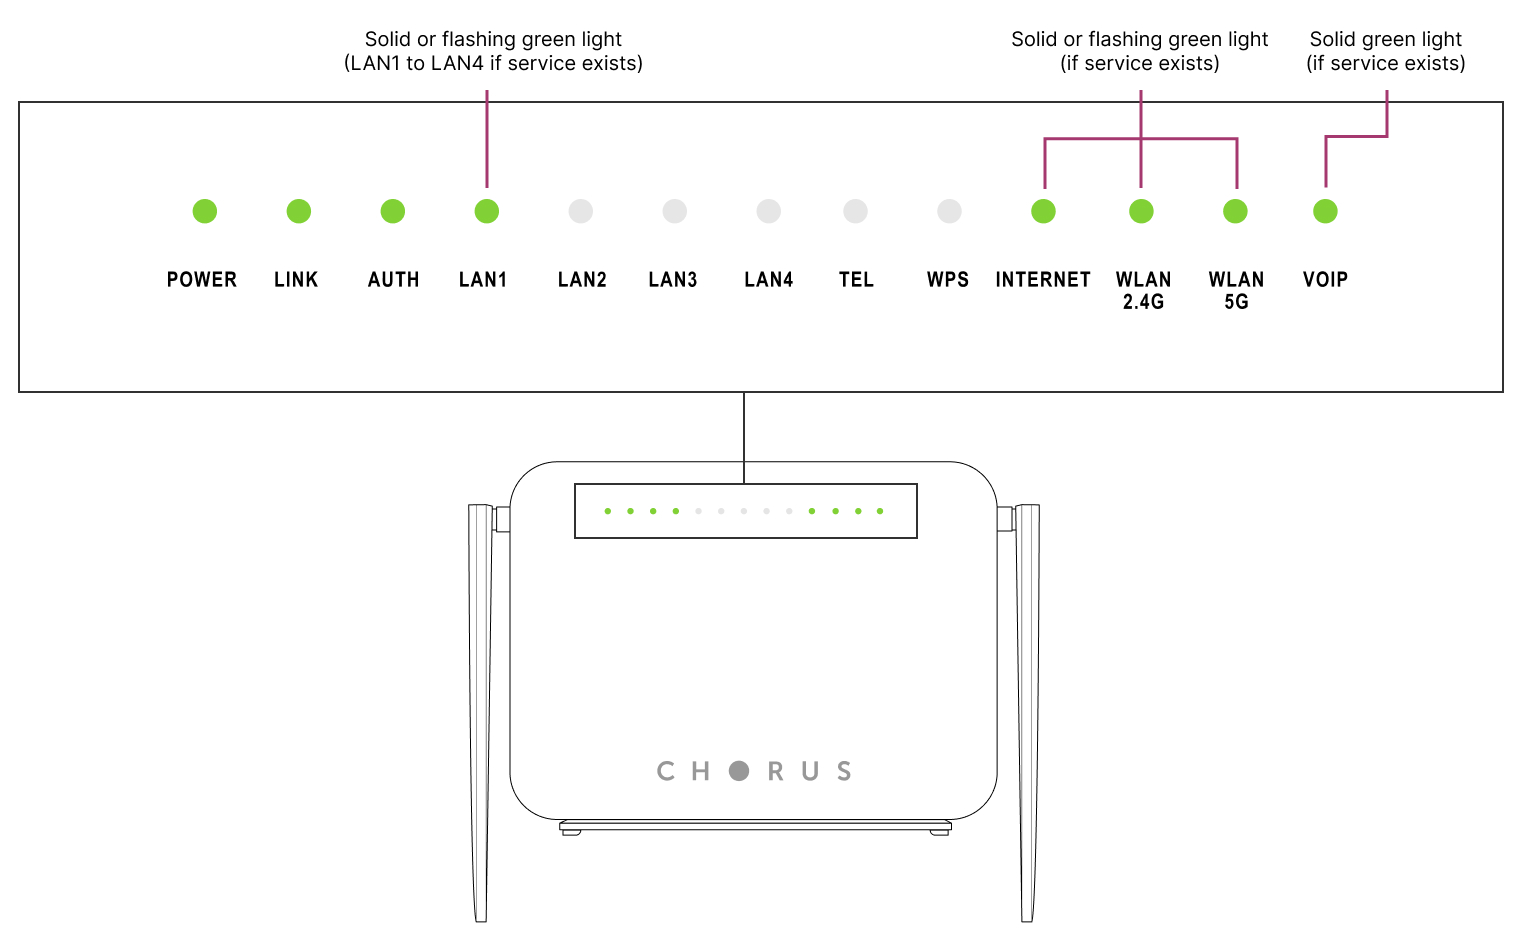 Solid or flashing green light
(LAN1 to LAN4 if service exists)
Solid or flashing green light
(if service exists)
Solid green light
(if service exists)
POWER LINK AUTH LAN1 LAN2 LAN3 LAN4 TEL WPS INTERNET WLAN WLAN VOIP
2.4G 5G
CHORUS